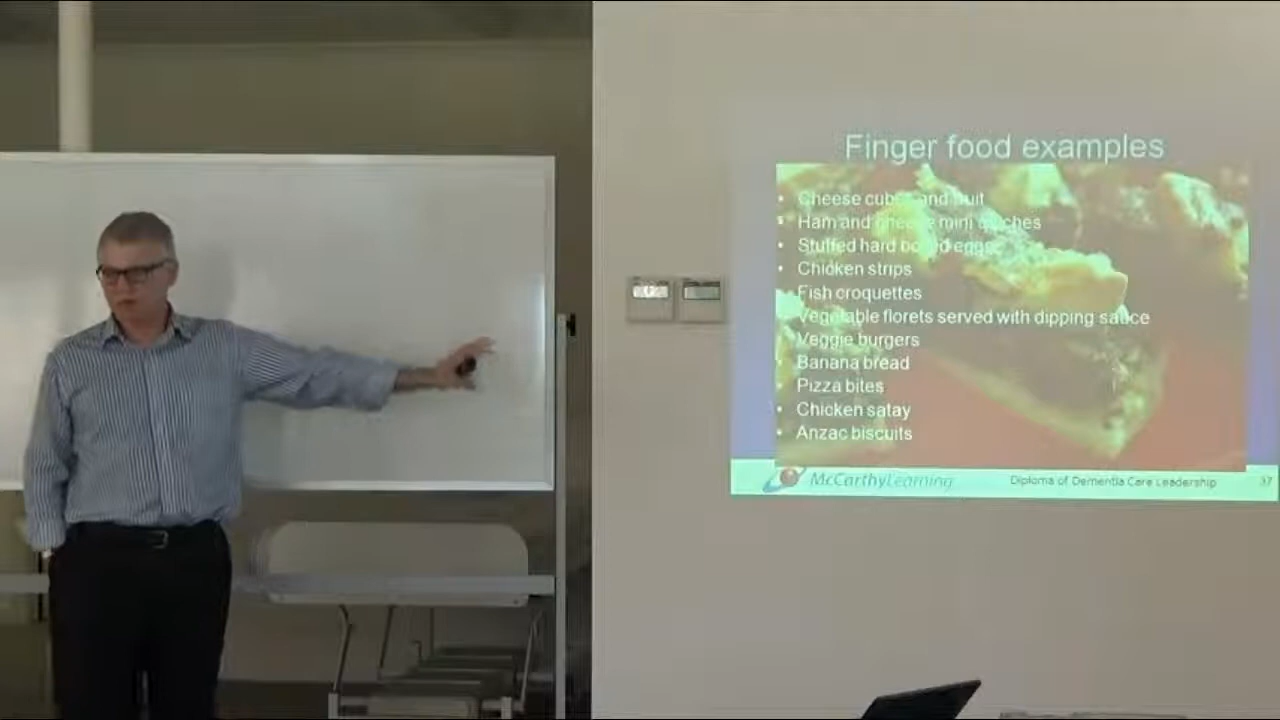 Finger food examples
• Cheese cubes and fruit
• Ham and cheese mini quiches
• Stuffed hard boiled eggs
• Chicken strips
• Fish croquettes
Vegetable florets served with dipping sauce
Veggie burgers
• Banana bread
• Pizza bites
• Chicken satay
• Anzac biscuits
McCarthyLearning Diploma of Dementia Care Leadership 37